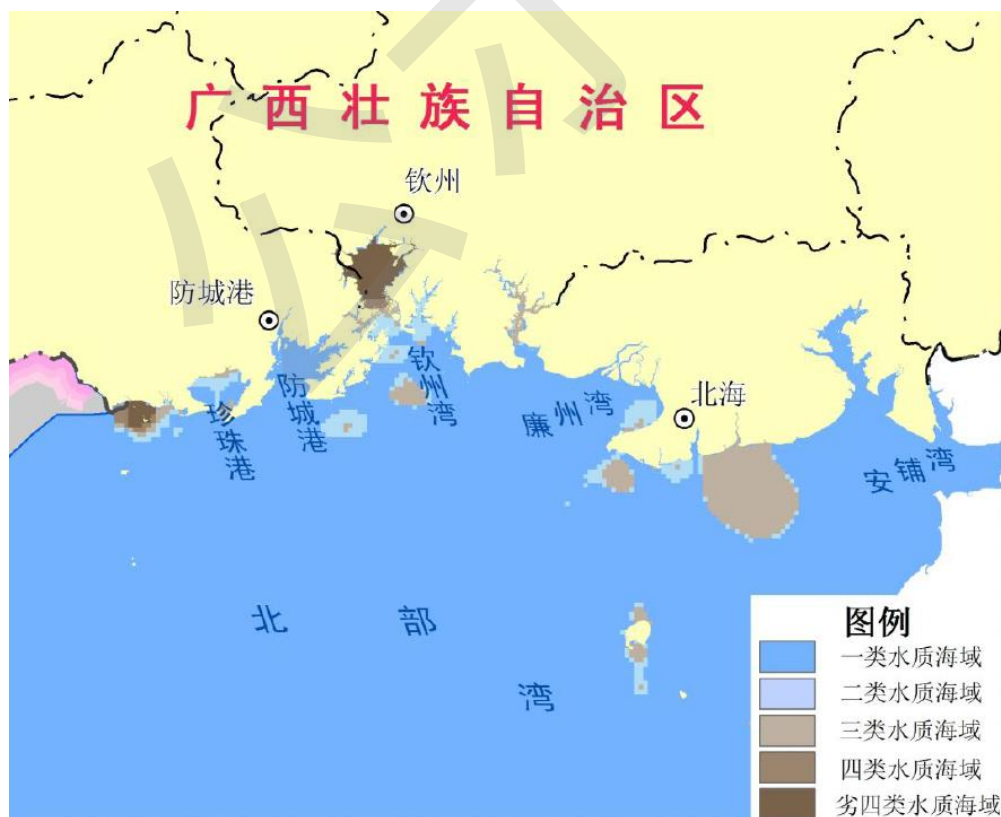 广西壮族自治区
钦州
防城港
钦州湾
防城港
珍珠港
廉州湾
北海
安铺湾
北部湾
图例
一类水质海域
二类水质海域
三类水质海域
四类水质海域
劣四类水质海域